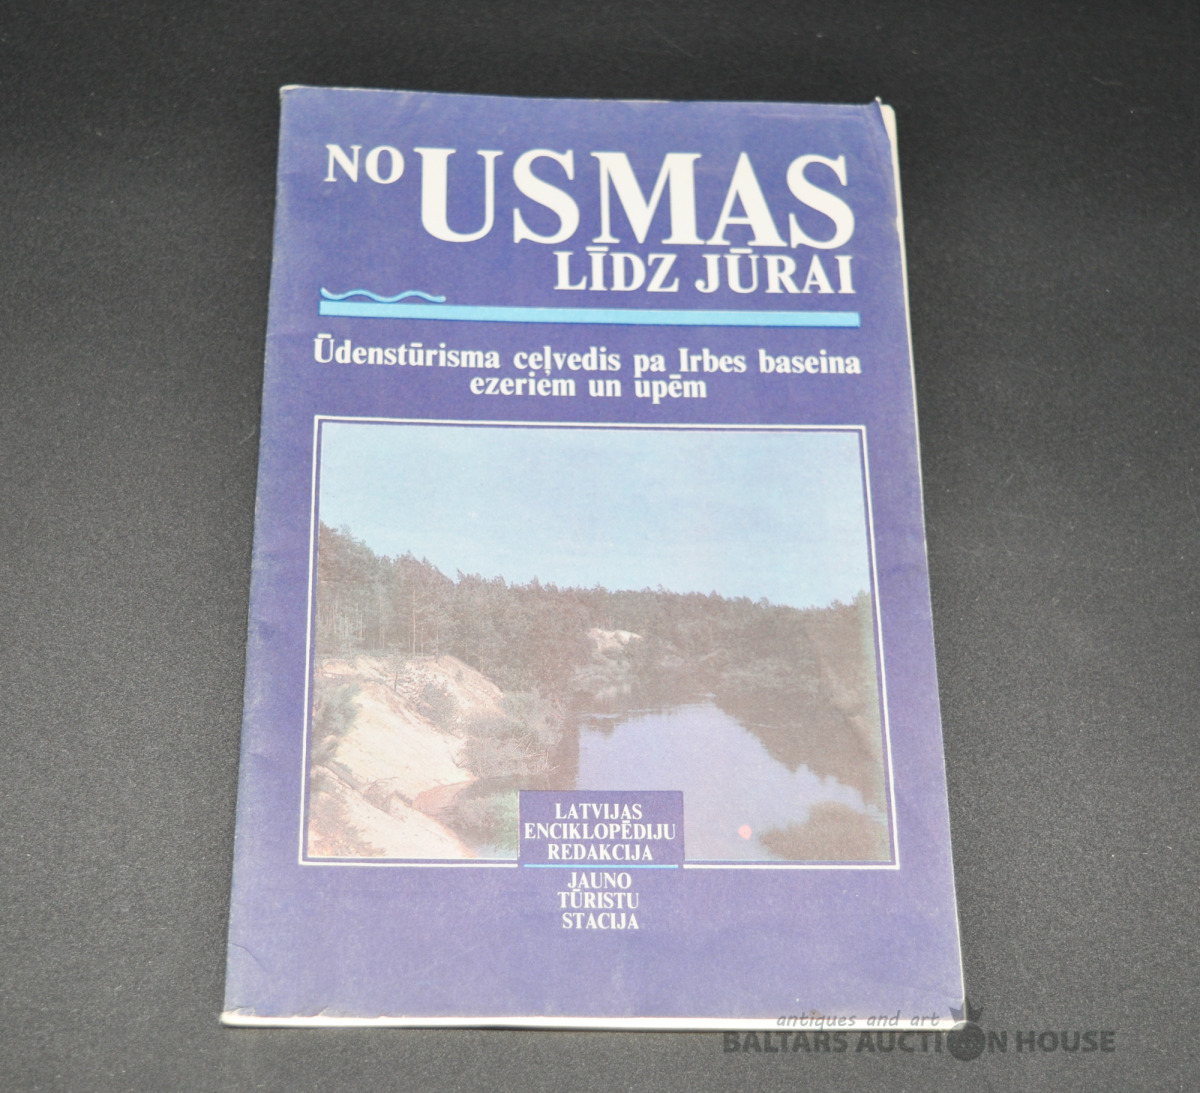 NO USMAS
LĪDZ JŪRAI
Ūdenstūrisma ceļvedis pa Irbes baseina
ezeriem un upēm
LATVIJAS
ENCIKLOPĒDIJU
REDAKCIJA
JAUNO
TŪRISTU
STACIJA
antiques and art
BALTARS AUCTION HOUSE